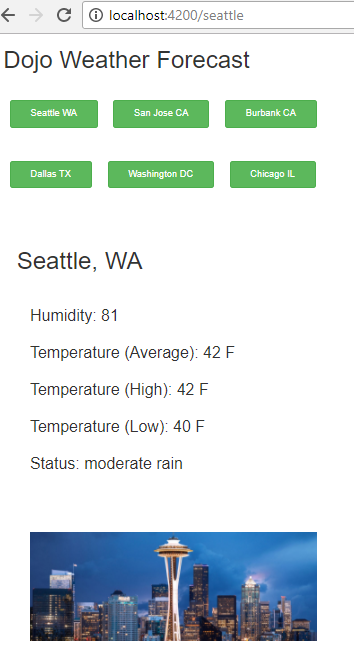 localhost:4200/seattle
Dojo Weather Forecast
Seattle WA San Jose CA Burbank CA
Dallas TX Washington DC Chicago IL
Seattle, WA
Humidity: 81
Temperature (Average): 42 F
Temperature (High): 42 F
Temperature (Low): 40 F
Status: moderate rain